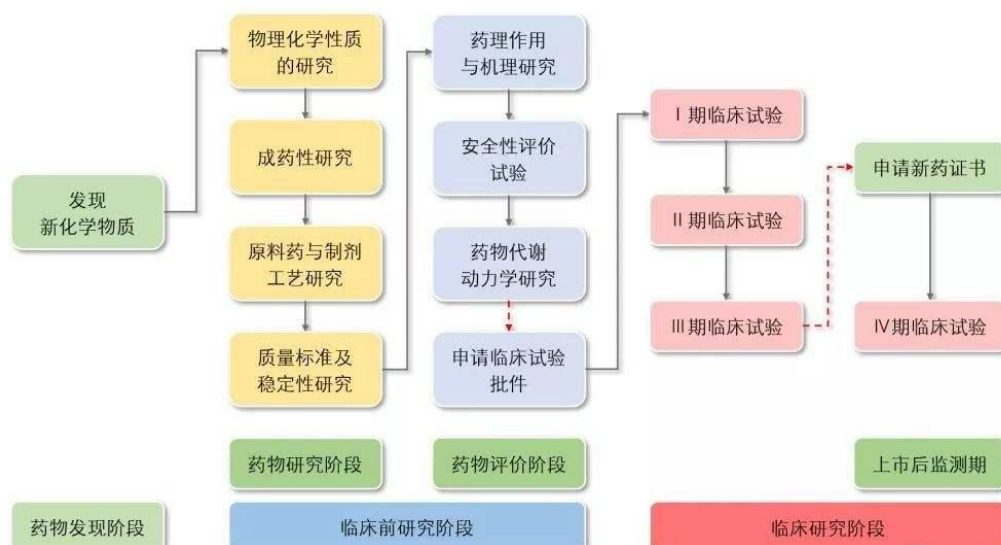 发现
新化学物质
物理化学性质
的研究
成药性研究
原料药与制剂
工艺研究
质量标准及
稳定性研究
药理作用
与机理研究
安全性评价
试验
药物代谢
动力学研究
申请临床试验
批件
I 期临床试验
II 期临床试验
III期临床试验
申请新药证书
IV期临床试验
药物研究阶段
药物评价阶段
上市后监测期
药物发现阶段
临床前研究阶段
临床研究阶段